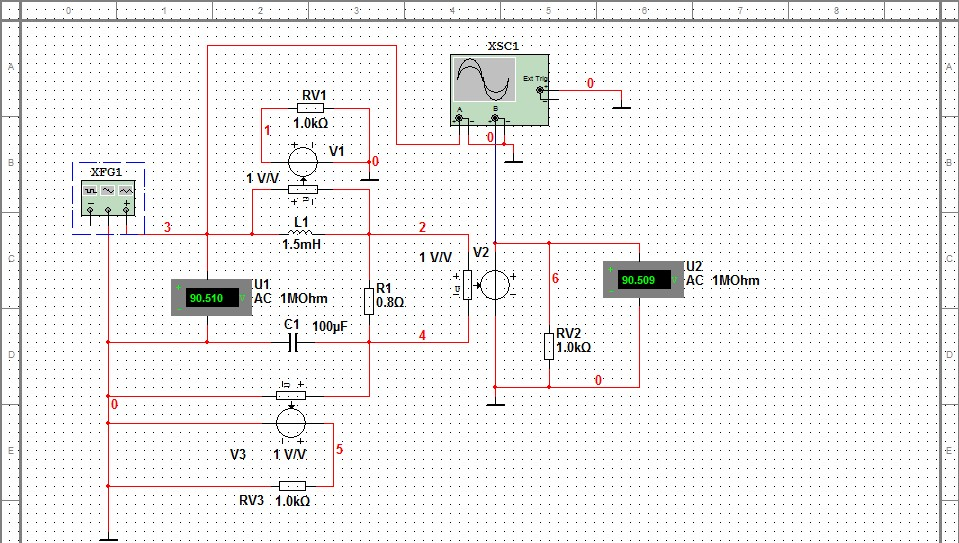 0 1 2 3 4 5 6 7 8
A A
XSC1
Ext Trig
A B
0
0
RV1
1.0kΩ
1
V1
0
B B
1 V/V
XFG1
3
L1
1.5mH
2
1 V/V V2
C C
U1
AC 1MOhm
90.510
R1
0.8Ω
6
U2
AC 1MOhm
90.509
C1 100µF
4
RV2
1.0kΩ
D D
0
0
V3 1 V/V
5
E E
RV3 1.0kΩ